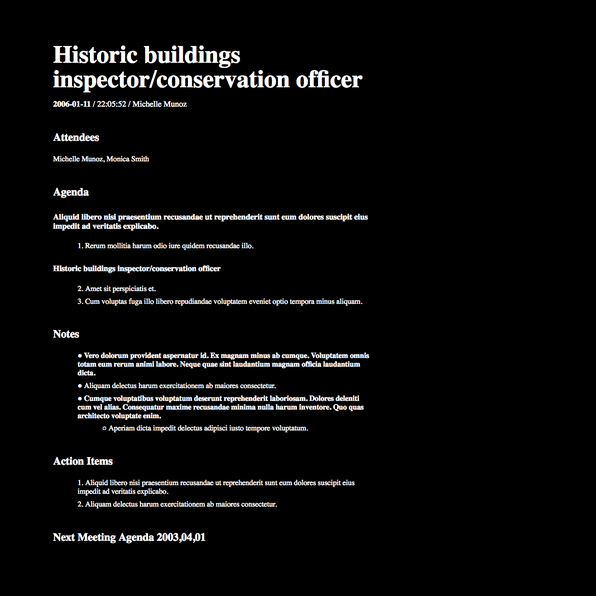 Historic buildings
inspector/conservation officer
2006-01-11 / 22:05:52 / Michelle Munoz
Attendees
Michelle Munoz, Monica Smith
Agenda
Aliquid libero nisi praesentium recusandae ut reprehenderit sunt eum dolores suscipit eius
impedit ad veritatis explicabo.
1. Rerum mollitia harum odio iure quidem recusandae illo.
Historic buildings inspector/conservation officer
2. Amet sit perspiciatis et.
3. Cum voluptas fuga illo libero repudiandae voluptatem eveniet optio tempora minus aliquam.
Notes
● Vero dolorum provident aspernatur id. Ex magnam minus ab cumque. Voluptatem omnis
totam eum rerum animi labore. Neque quae sint laudantium magnam officia laudantium
dicta.
● Aliquam delectus harum exercitationem ab maiores consectetur.
● Cumque voluptatibus voluptatum deserunt reprehenderit laboriosam. Dolores deleniti
cum vel alias. Consequatur maxime recusandae minima nulla harum inventore. Quo quas
architecto voluptate enim.
○ Aperiam dicta impedit delectus adipisci iusto tempore voluptatum.
Action Items
1. Aliquid libero nisi praesentium recusandae ut reprehenderit sunt eum dolores suscipit eius
impedit ad veritatis explicabo.
2. Aliquam delectus harum exercitationem ab maiores consectetur.
Next Meeting Agenda 2003,04,01